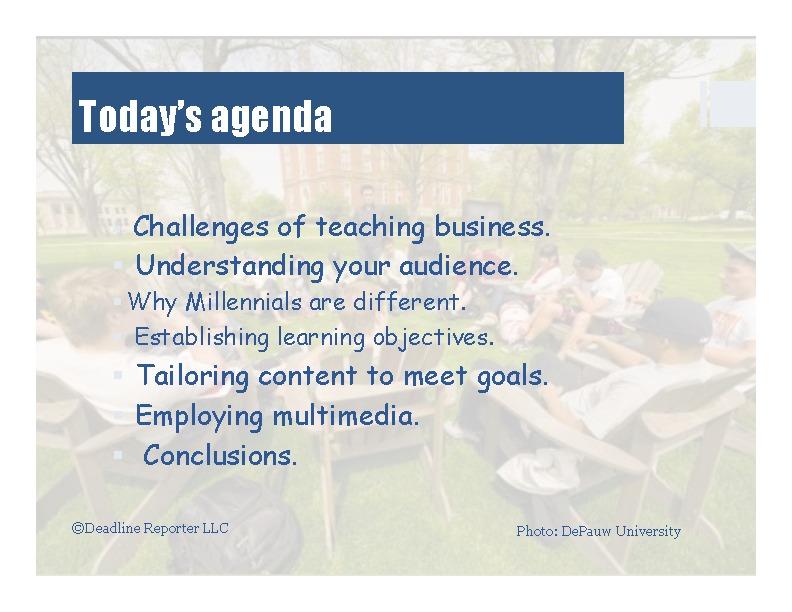 Today's agenda
Challenges of teaching business.
Understanding your audience.
Why Millennials are different.
Establishing learning objectives.
Tailoring content to meet goals.
Employing multimedia.
Conclusions.
©Deadline Reporter LLC
Photo: DePauw University